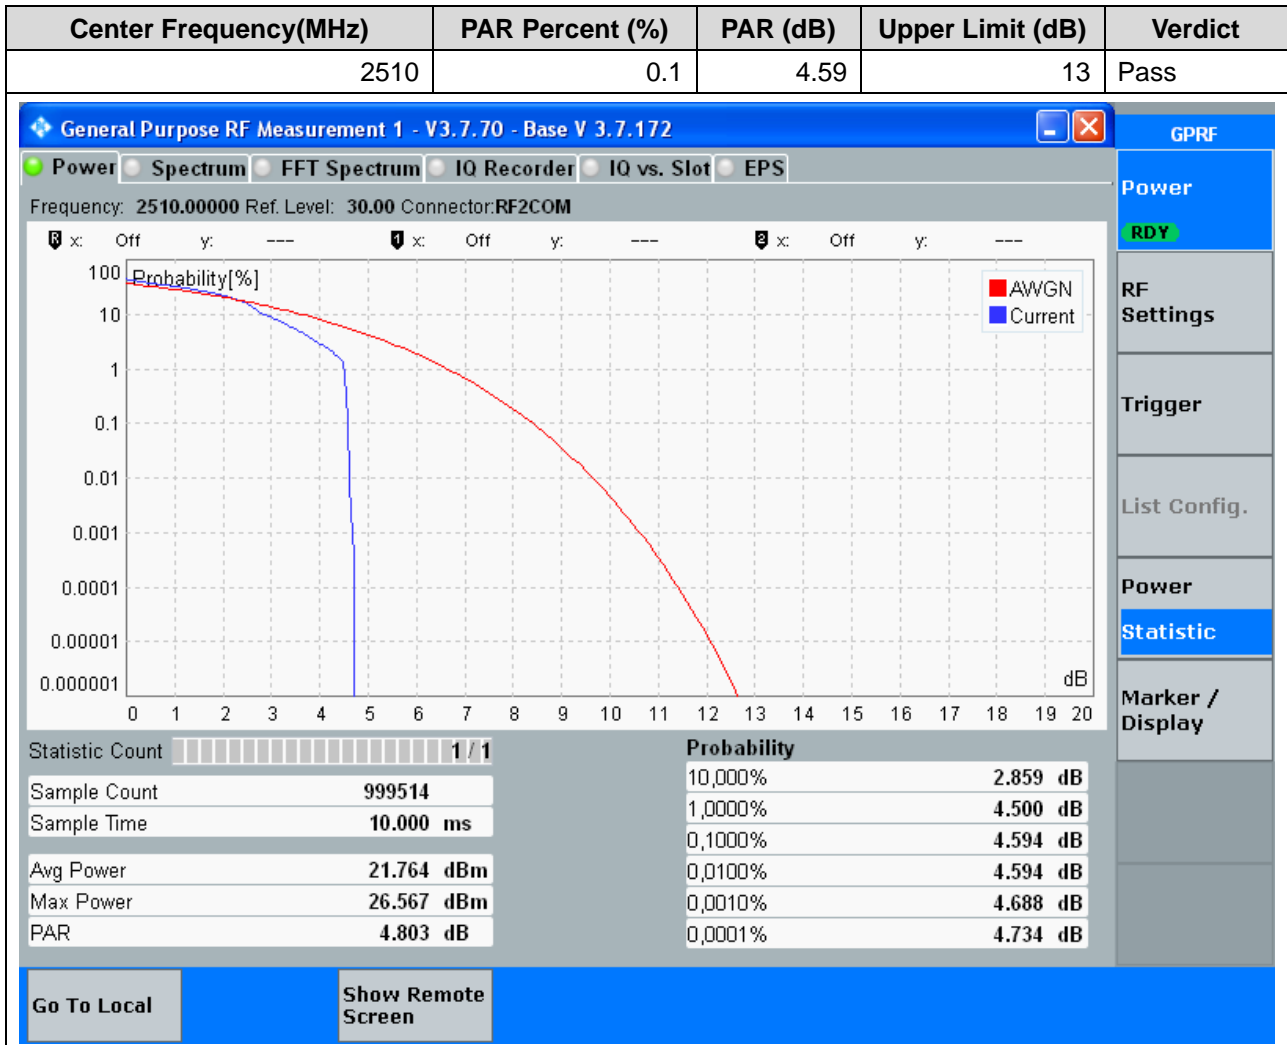 Center Frequency(MHz) PAR Percent (%) PAR (dB) Upper Limit (dB) Verdict
2510 0.1 4.59 13 Pass
General Purpose RF Measurement 1 - V3.7.70 - Base V 3.7.172
GPRF
Power Spectrum FFT Spectrum IQ Recorder IQ vs. Slot EPS
Power
RDY
Frequency: 2510.00000 Ref. Level: 30.00 Connector:RF2COM
R x: Off y: --- 1 x: Off y: --- 2 x: Off y: ---
100 Probability[%]
AWGN
Current
10
1
0.1
0.01
0.001
0.0001
0.00001
0.000001
dB
0 1 2 3 4 5 6 7 8 9 10 11 12 13 14 15 16 17 18 19 20
RF
Settings
Trigger
List Config.
Power
Statistic
Marker /
Display
Statistic Count 1 / 1
Sample Count 999514
Sample Time 10.000 ms
Avg Power 21.764 dBm
Max Power 26.567 dBm
PAR 4.803 dB
Probability
10,000% 2.859 dB
1,0000% 4.500 dB
0,1000% 4.594 dB
0,0100% 4.594 dB
0,0010% 4.688 dB
0,0001% 4.734 dB
Go To Local
Show Remote
Screen